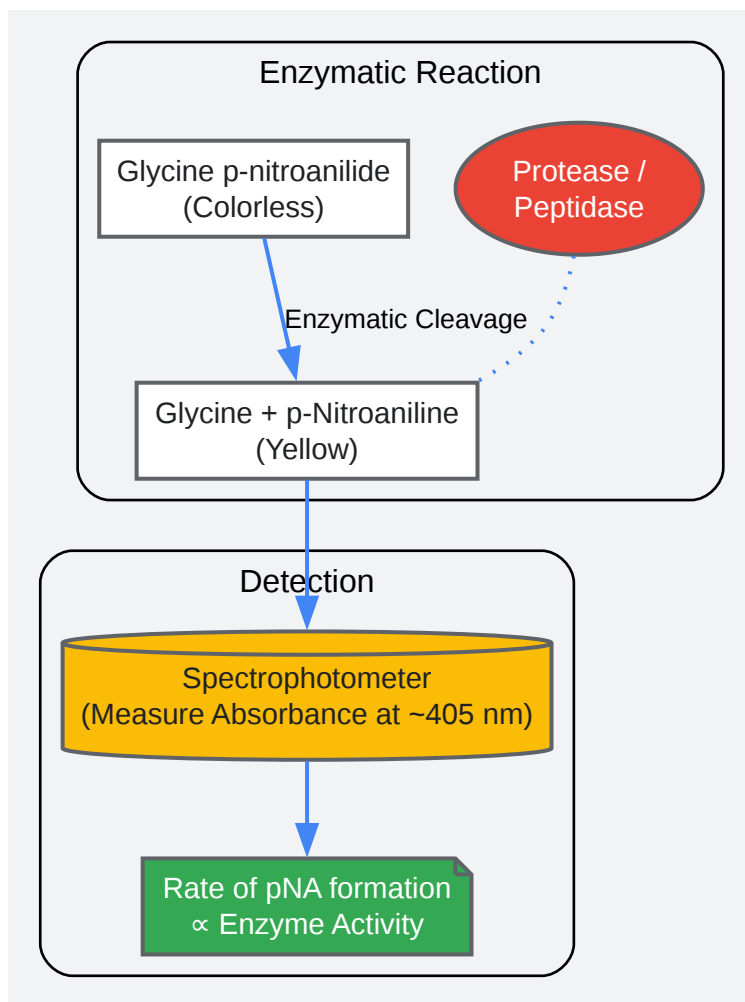 Enzymatic Reaction
Glycine p-nitroanilide
(Colorless)
Protease /
Peptidase
Enzymatic Cleavage
Glycine + p-Nitroaniline
(Yellow)
Detection
Spectrophotometer
(Measure Absorbance at ~405 nm)
Rate of pNA formation
∝ Enzyme Activity